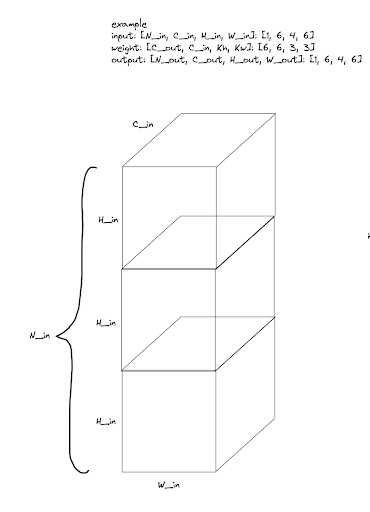 example
input: [N_in, C_in, H_in, W_in]: [1, 6, 4, 6]
weight: [C_out, C_in, Kh, Kw]: [6, 6, 3, 3]
output: [N_out, C_out, H_out, W_out]: [1, 6, 4, 6]
C_in
H_in
H_in
N_in
H_in
W_in